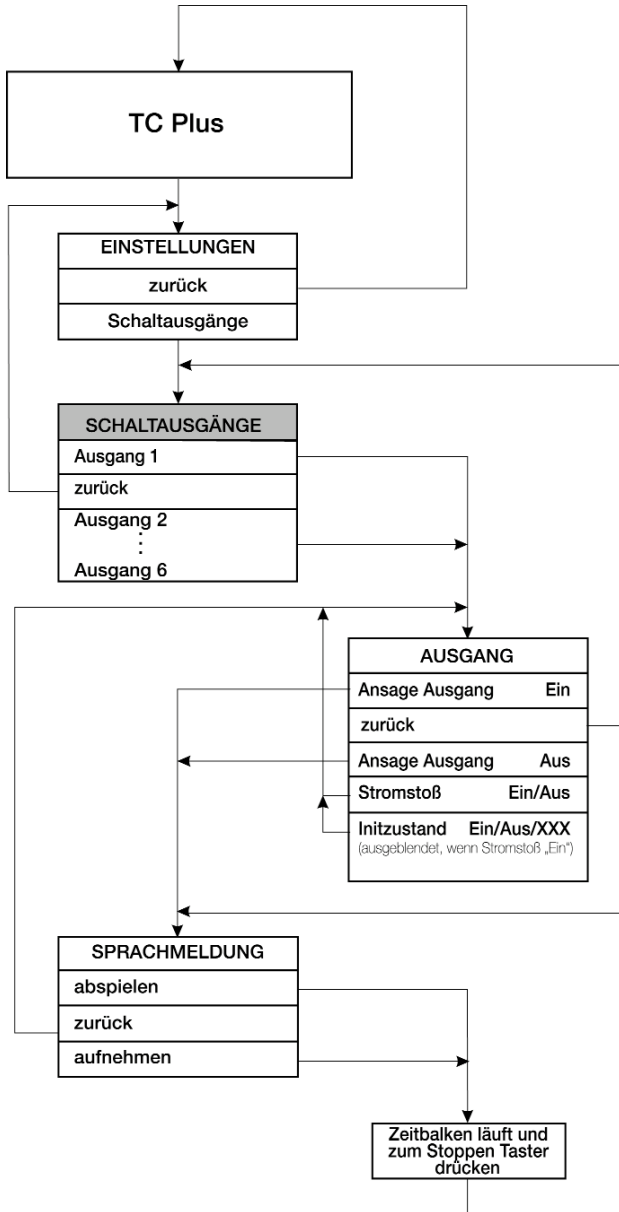 TC Plus
EINSTELLUNGEN
zurück
Schaltausgänge
SCHALTAUSGÄNGE
Ausgang 1
zurück
Ausgang 2
⋮
Ausgang 6
AUSGANG
Ansage Ausgang Ein
zurück
Ansage Ausgang Aus
Stromstoß Ein/Aus
Initzustand Ein/Aus/XXX
(ausgeblendet, wenn Stromstoß „Ein“)
SPRACHMELDUNG
abspielen
zurück
aufnehmen
Zeitbalken läuft und
zum Stoppen Taster
drücken